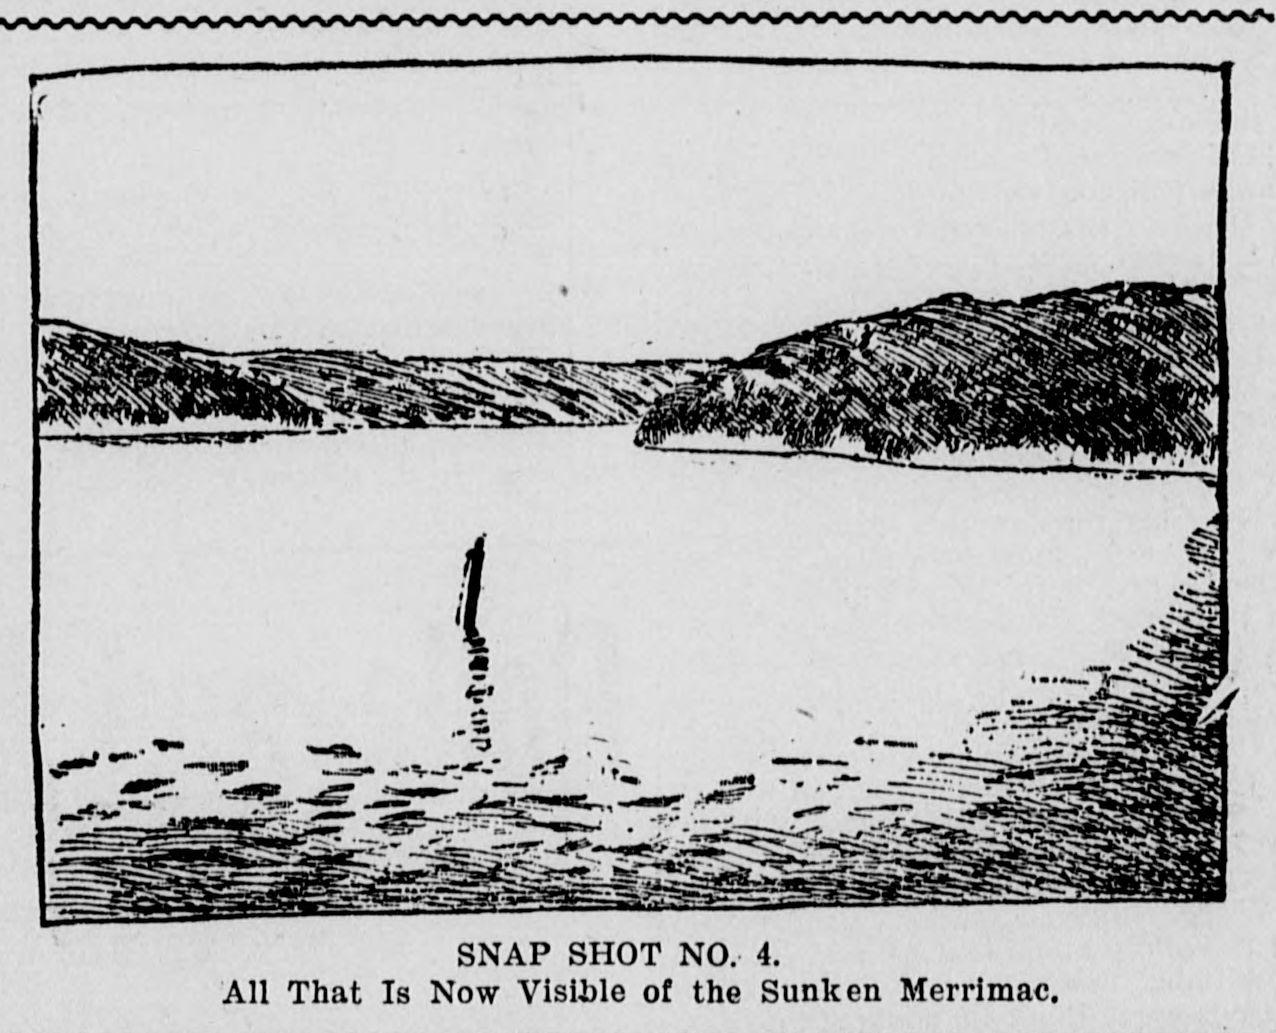 SNAP SHOT NO. 4.
All That Is Now Visible of the Sunken Merrimac.